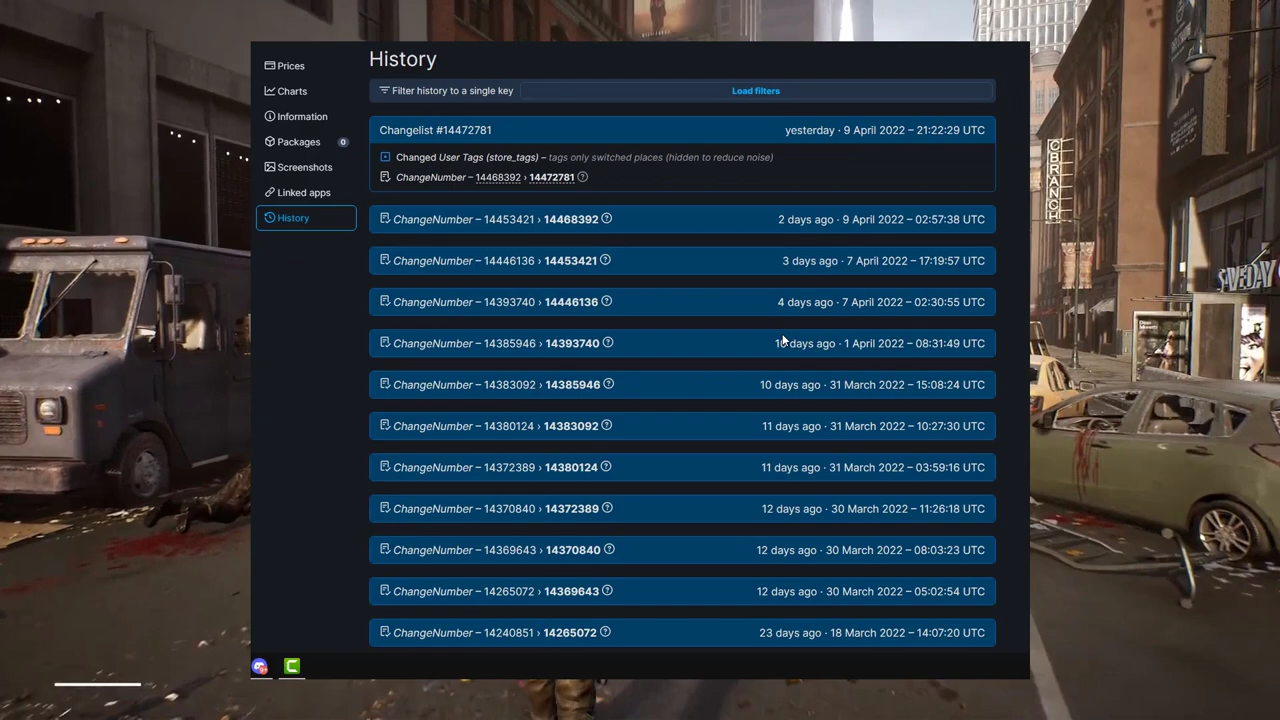 Prices
Charts
Information
Packages 0
Screenshots
Linked apps
History
History
Filter history to a single key Load filters
Changelist #14472781 yesterday · 9 April 2022 – 21:22:29 UTC
Changed User Tags (store_tags) – tags only switched places (hidden to reduce noise)
ChangeNumber – 14468392 › 14472781
ChangeNumber – 14453421 › 14468392 2 days ago · 9 April 2022 – 02:57:38 UTC
ChangeNumber – 14446136 › 14453421 3 days ago · 7 April 2022 – 17:19:57 UTC
ChangeNumber – 14393740 › 14446136 4 days ago · 7 April 2022 – 02:30:55 UTC
ChangeNumber – 14385946 › 14393740 days ago · 1 April 2022 – 08:31:49 UTC
ChangeNumber – 14383092 › 14385946 10 days ago · 31 March 2022 – 15:08:24 UTC
ChangeNumber – 14380124 › 14383092 11 days ago · 31 March 2022 – 10:27:30 UTC
ChangeNumber – 14372389 › 14380124 11 days ago · 31 March 2022 – 03:59:16 UTC
ChangeNumber – 14370840 › 14372389 12 days ago · 30 March 2022 – 11:26:18 UTC
ChangeNumber – 14369643 › 14370840 12 days ago · 30 March 2022 – 08:03:23 UTC
ChangeNumber – 14265072 › 14369643 12 days ago · 30 March 2022 – 05:02:54 UTC
ChangeNumber – 14240851 › 14265072 23 days ago · 18 March 2022 – 14:07:20 UTC
CBRANCH
SAVEDAY